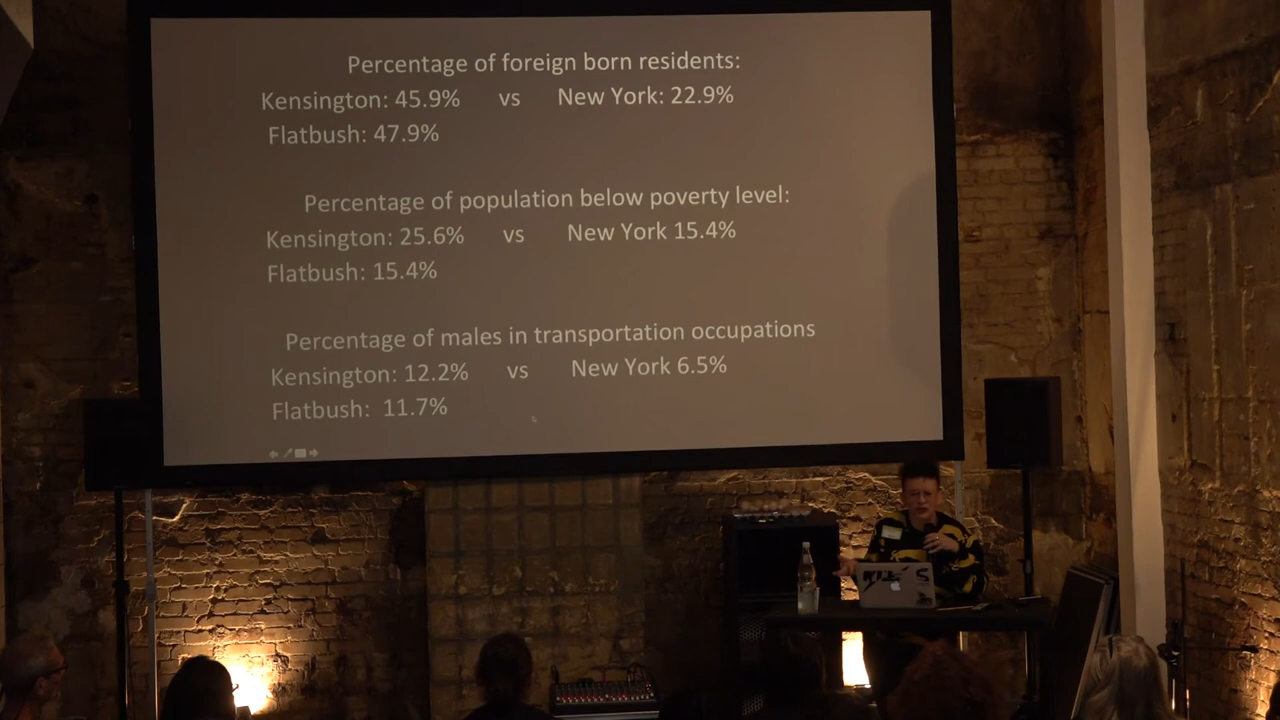 Percentage of foreign born residents:
Kensington: 45.9% vs New York: 22.9%
Flatbush: 47.9%
Percentage of population below poverty level:
Kensington: 25.6% vs New York 15.4%
Flatbush: 15.4%
Percentage of males in transportation occupations
Kensington: 12.2% vs New York 6.5%
Flatbush: 11.7%